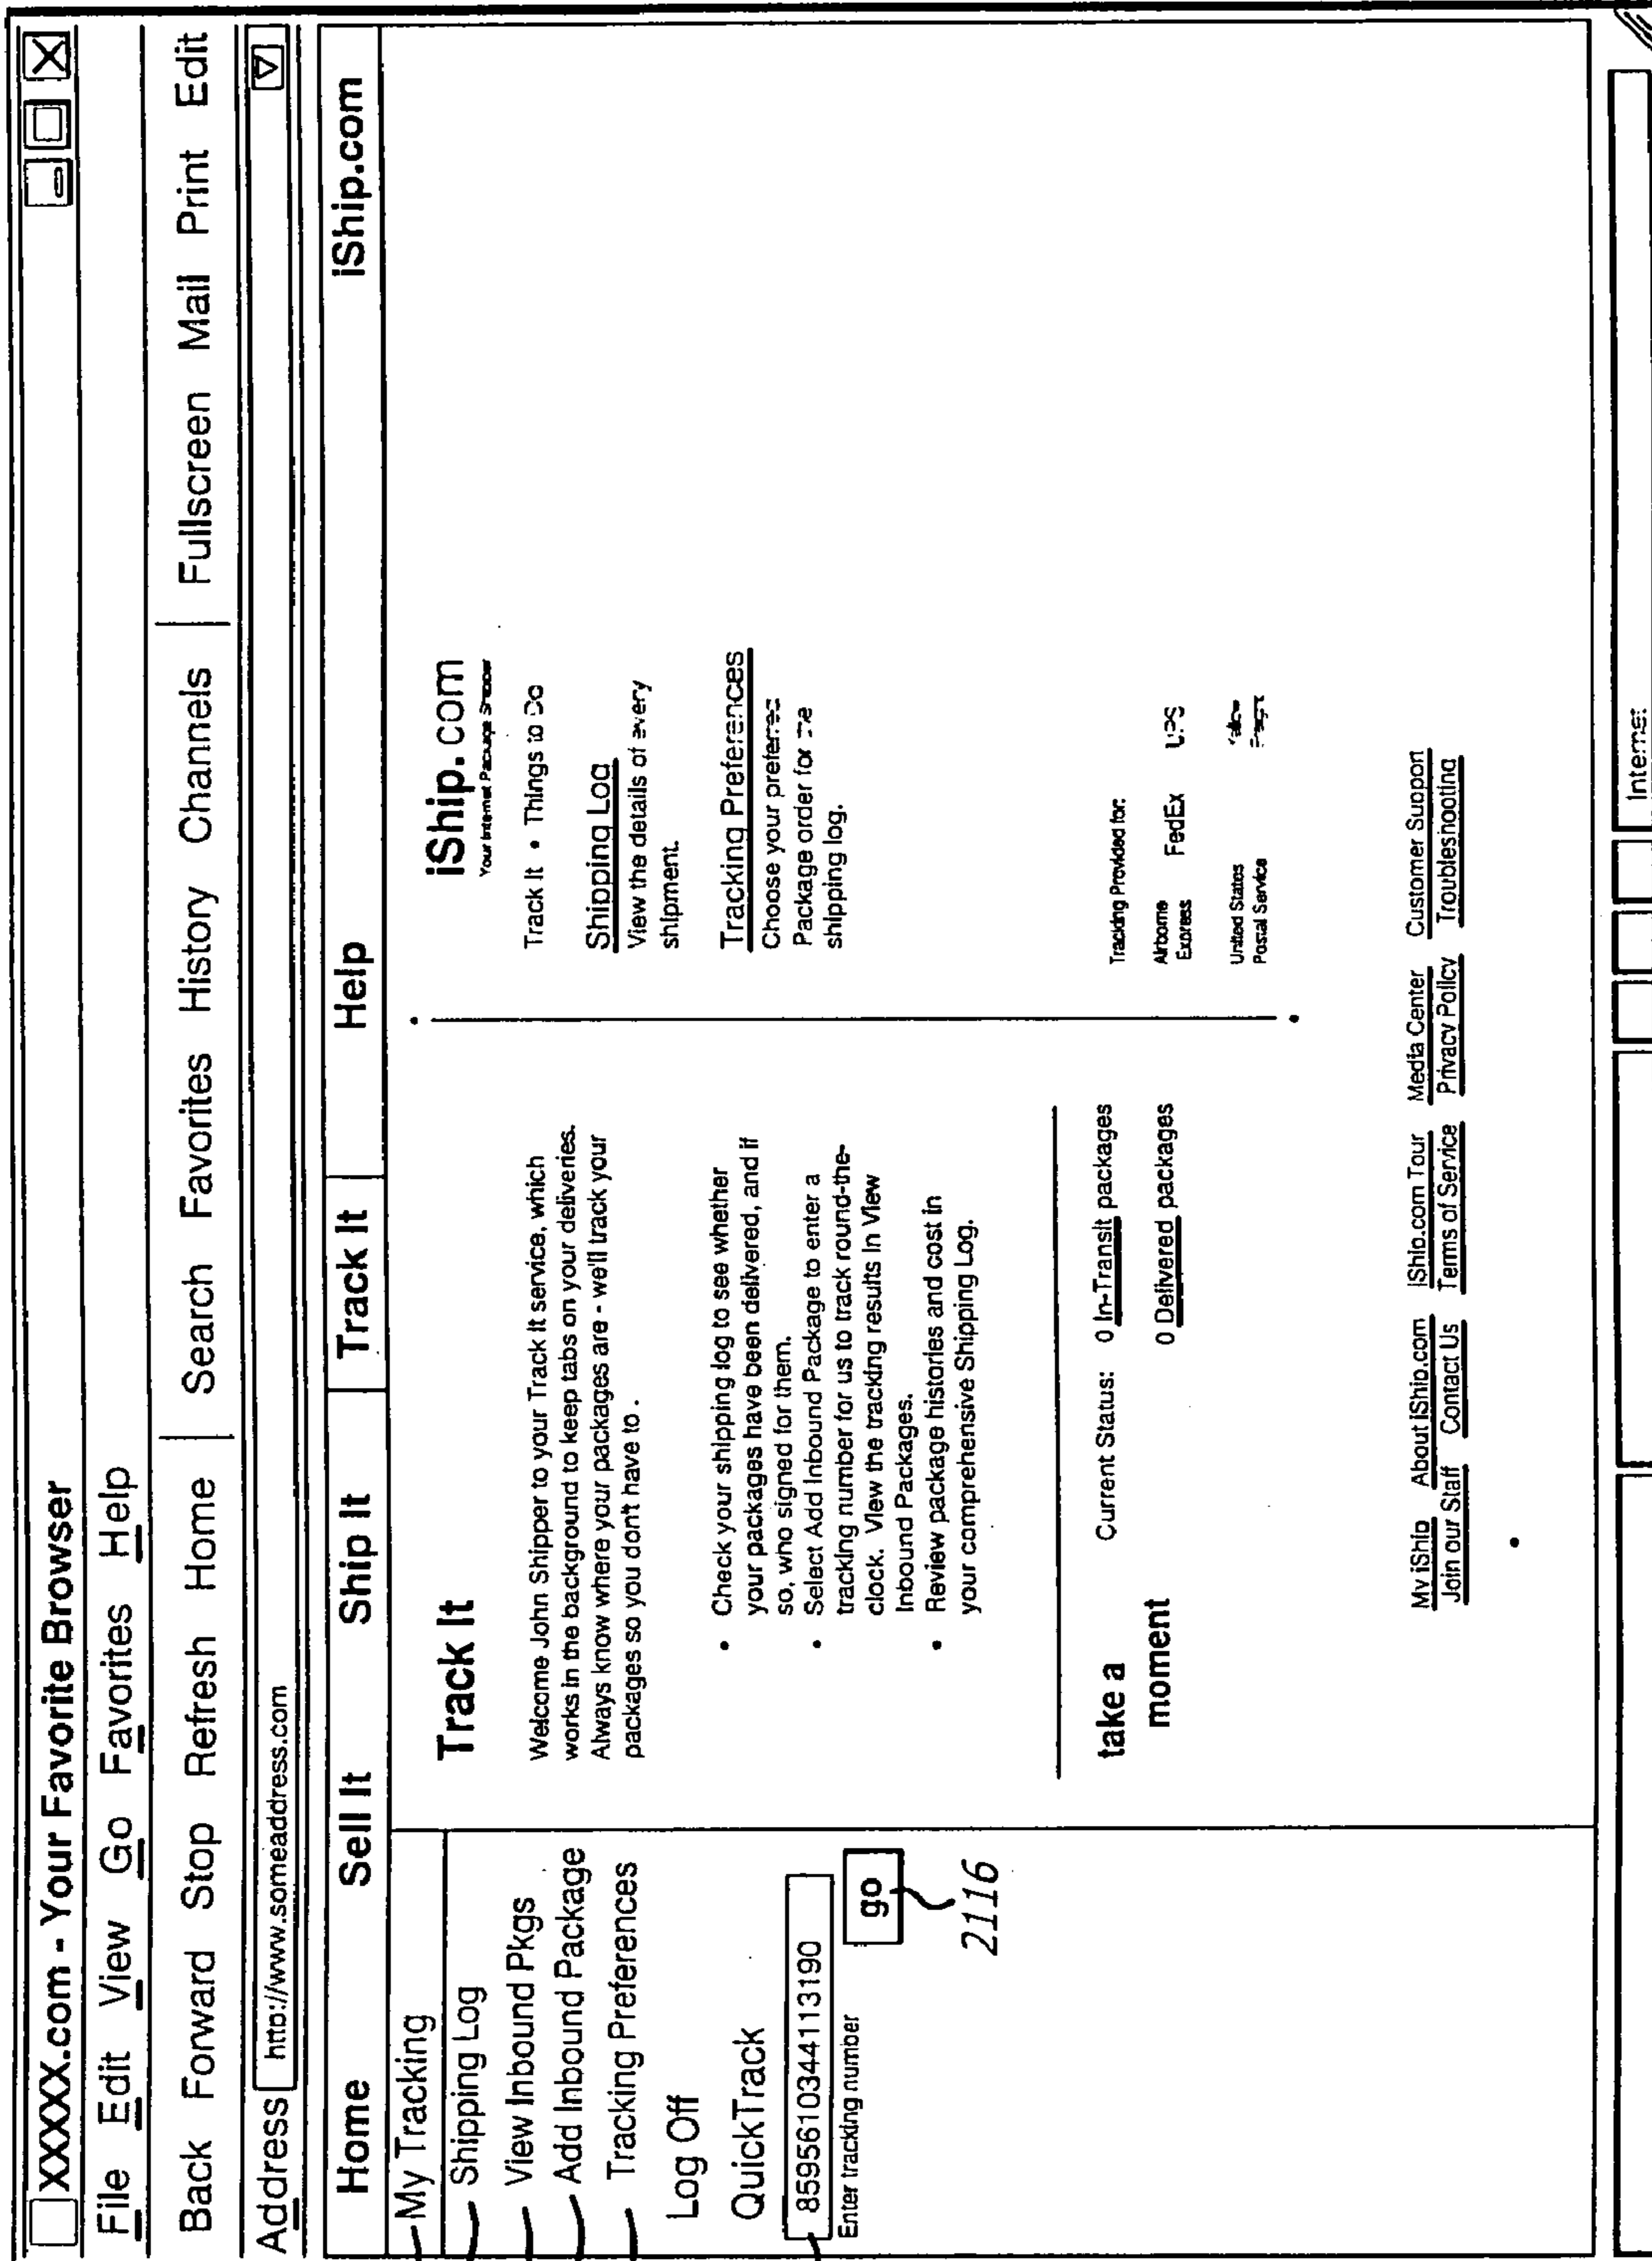 XXXXX.com - Your Favorite Browser
File Edit View Go Favorites Help
Back Forward Stop Refresh Home Search Favorites History Channels Fullscreen Mail Print Edit
Address http://www.someaddress.com
Home Sell It Ship It Track It Help iShip.com
My Tracking
Shipping Log
View Inbound Pkgs
Add Inbound Package
Tracking Preferences
Log Off
QuickTrack
8595610344113190
Enter tracking number
go
2116
Track It
Welcome John Shipper to your Track It service, which
works in the background to keep tabs on your deliveries.
Always know where your packages are - we'll track your
packages so you don't have to .
• Check your shipping log to see whether
your packages have been delivered, and if
so, who signed for them.
• Select Add Inbound Package to enter a
tracking number for us to track round-the-
clock. View the tracking results In View
Inbound Packages.
• Review package histories and cost in
your comprehensive Shipping Log.
take a
moment
Current Status: 0 In-Transit packages
0 Delivered packages
iShip.com
Your Internet Package
Track It • Things to Do
Shipping Log
View the details of every
shipment.
Tracking Preferences
Choose your preferred
Package order for
shipping log.
Tracking Provided for:
Airborne
Express
FedEx
UPS
United States
Postal Service
My iShip About iShip.com iShip.com Tour Media Center Customer Support
Join our Staff Contact Us Terms of Service Privacy Policy Troubleshooting
Internet